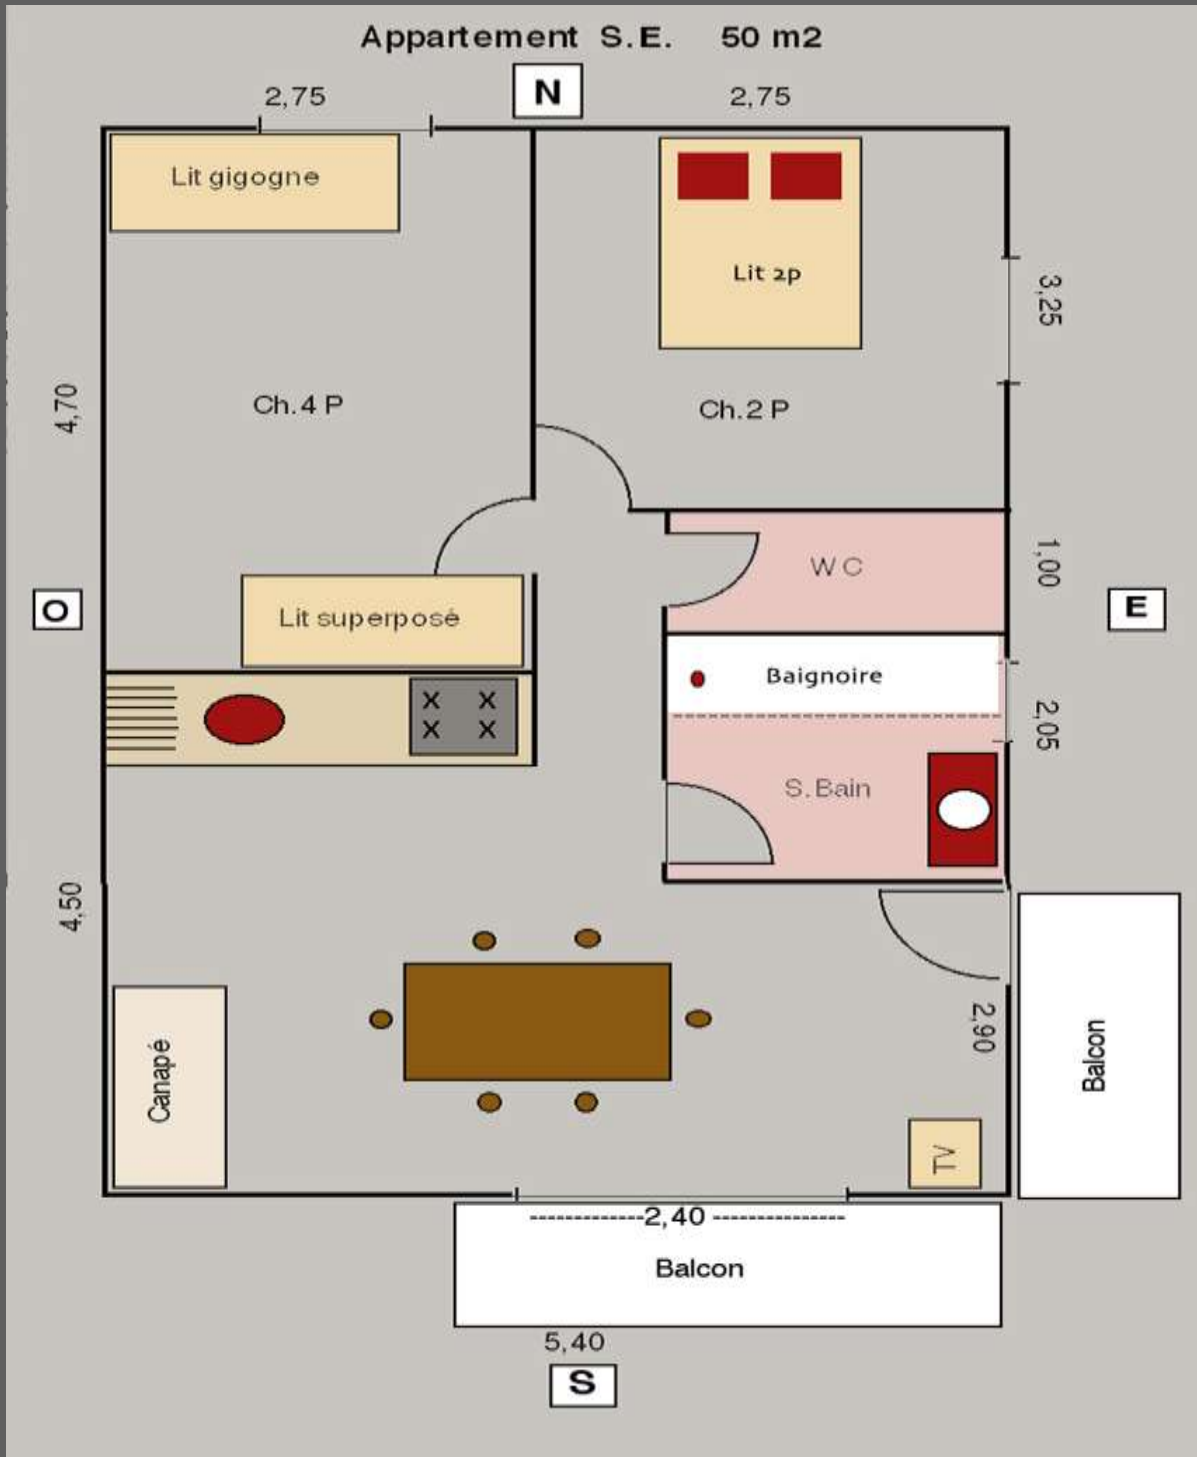 Appartement S.E. 50 m2
N
2,75
2,75
Lit gigogne
Lit 2p
3,25
4,70
Ch.4 P
Ch.2 P
WC
1,00
O
E
Lit superposé
Baignoire
2,05
S.Bain
4,50
2,90
Canapé
Balcon
TV
-------------2,40 ---------------
Balcon
5,40
S
X X
X X